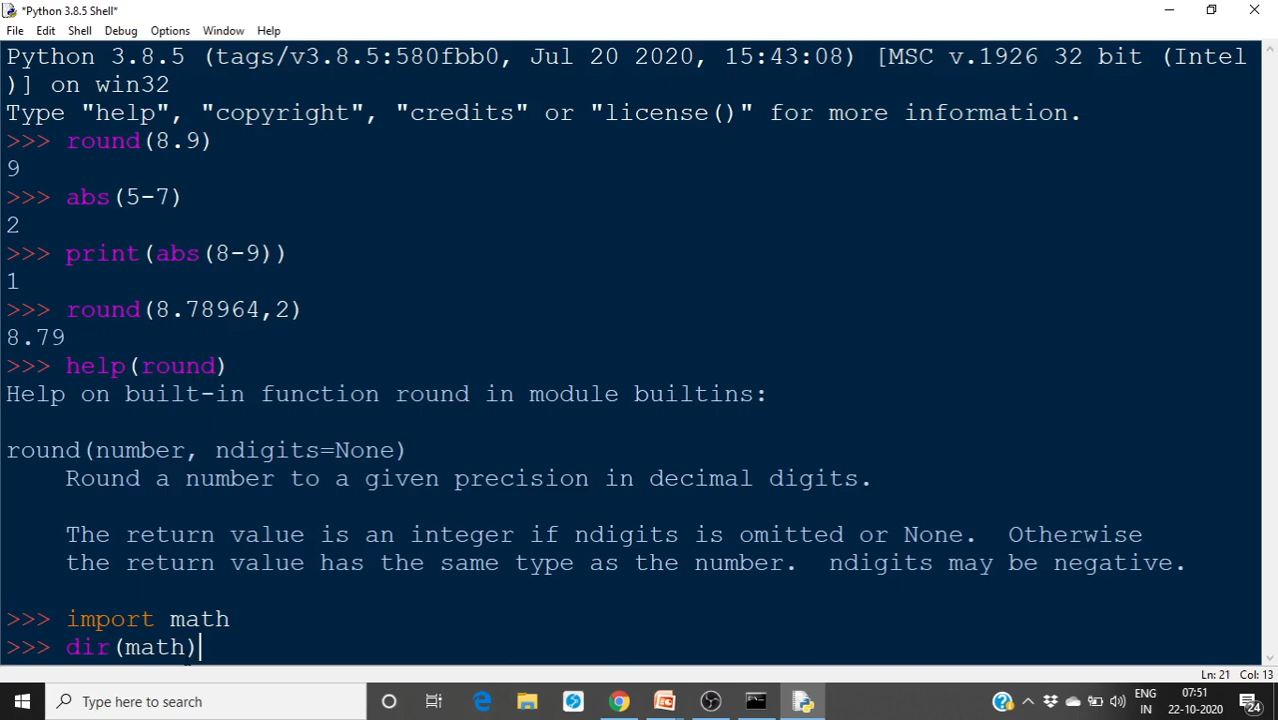 *Python 3.8.5 Shell*
File Edit Shell Debug Options Window Help
Python 3.8.5 (tags/v3.8.5:580fbb0, Jul 20 2020, 15:43:08) [MSC v.1926 32 bit (Intel
)] on win32
Type "help", "copyright", "credits" or "license()" for more information.
>>> round(8.9)
9
>>> abs(5-7)
2
>>> print(abs(8-9))
1
>>> round(8.78964,2)
8.79
>>> help(round)
Help on built-in function round in module builtins:
round(number, ndigits=None)
Round a number to a given precision in decimal digits.
The return value is an integer if ndigits is omitted or None.  Otherwise
the return value has the same type as the number.  ndigits may be negative.
>>> import math
>>> dir(math)
Ln: 21 Col: 13
Type here to search
ENG 07:51
IN 22-10-2020 24